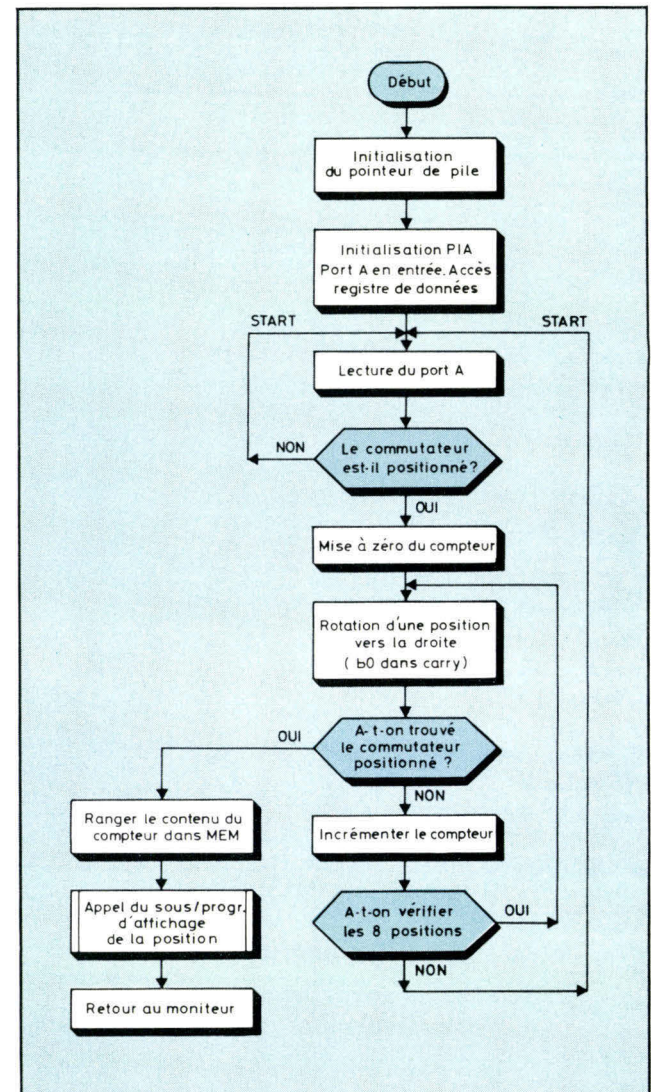 Début
Initialisation
du pointeur de pile
Initialisation PIA
Port A en entrée. Accès
registre de données
START
START
Lecture du port A
NON
Le commutateur
est-il positionné?
OUI
Mise à zéro du compteur
Rotation d'une position
vers la droite
( b0 dans carry)
OUI
A-t-on trouvé
le commutateur
positionné ?
NON
Ranger le contenu du
compteur dans MEM
Incrémenter le compteur
Appel du sous/progr.
d'affichage
de la position
A-t-on vérifier
les 8 positions
OUI
NON
Retour au moniteur